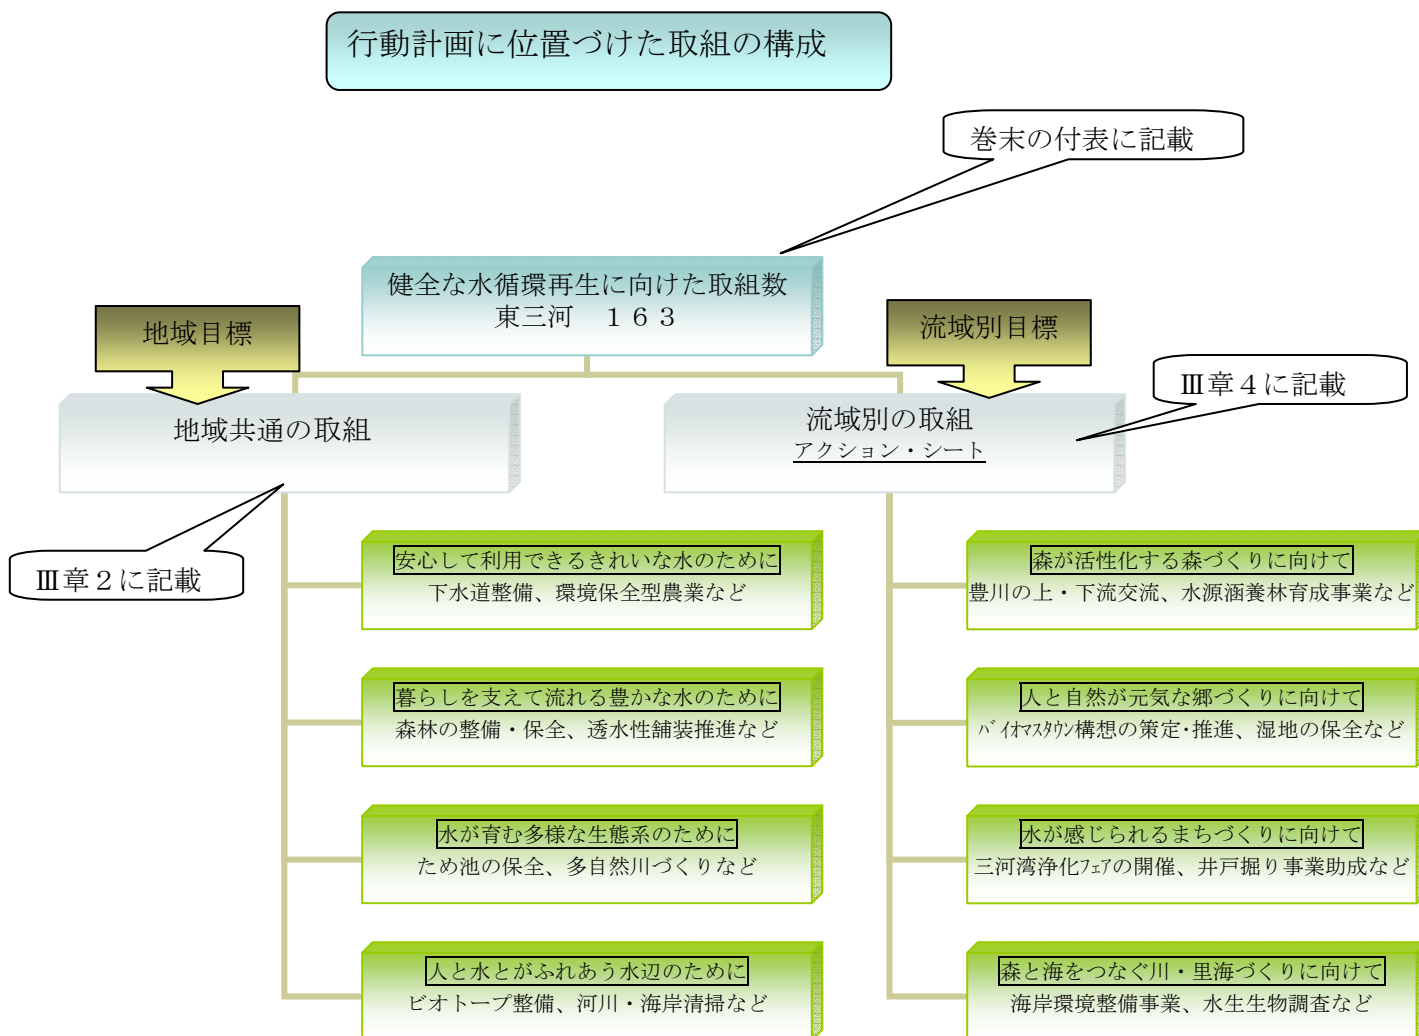 行動計画に位置づけた取組の構成
巻末の付表に記載
健全な水循環再生に向けた取組数
東三河　１６３
地域目標
流域別目標
Ⅲ章４に記載
地域共通の取組
流域別の取組
アクション・シート
Ⅲ章２に記載
安心して利用できるきれいな水のために
下水道整備、環境保全型農業など
暮らしを支えて流れる豊かな水のために
森林の整備・保全、透水性舗装推進など
水が育む多様な生態系のために
ため池の保全、多自然川づくりなど
人と水とがふれあう水辺のために
ビオトープ整備、河川・海岸清掃など
森が活性化する森づくりに向けて
豊川の上・下流交流、水源涵養林育成事業など
人と自然が元気な郷づくりに向けて
ﾊﾞｲｵﾏｽﾀｳﾝ構想の策定･推進、湿地の保全など
水が感じられるまちづくりに向けて
三河湾浄化ﾌｪｱの開催、井戸掘り事業助成など
森と海をつなぐ川・里海づくりに向けて
海岸環境整備事業、水生生物調査など